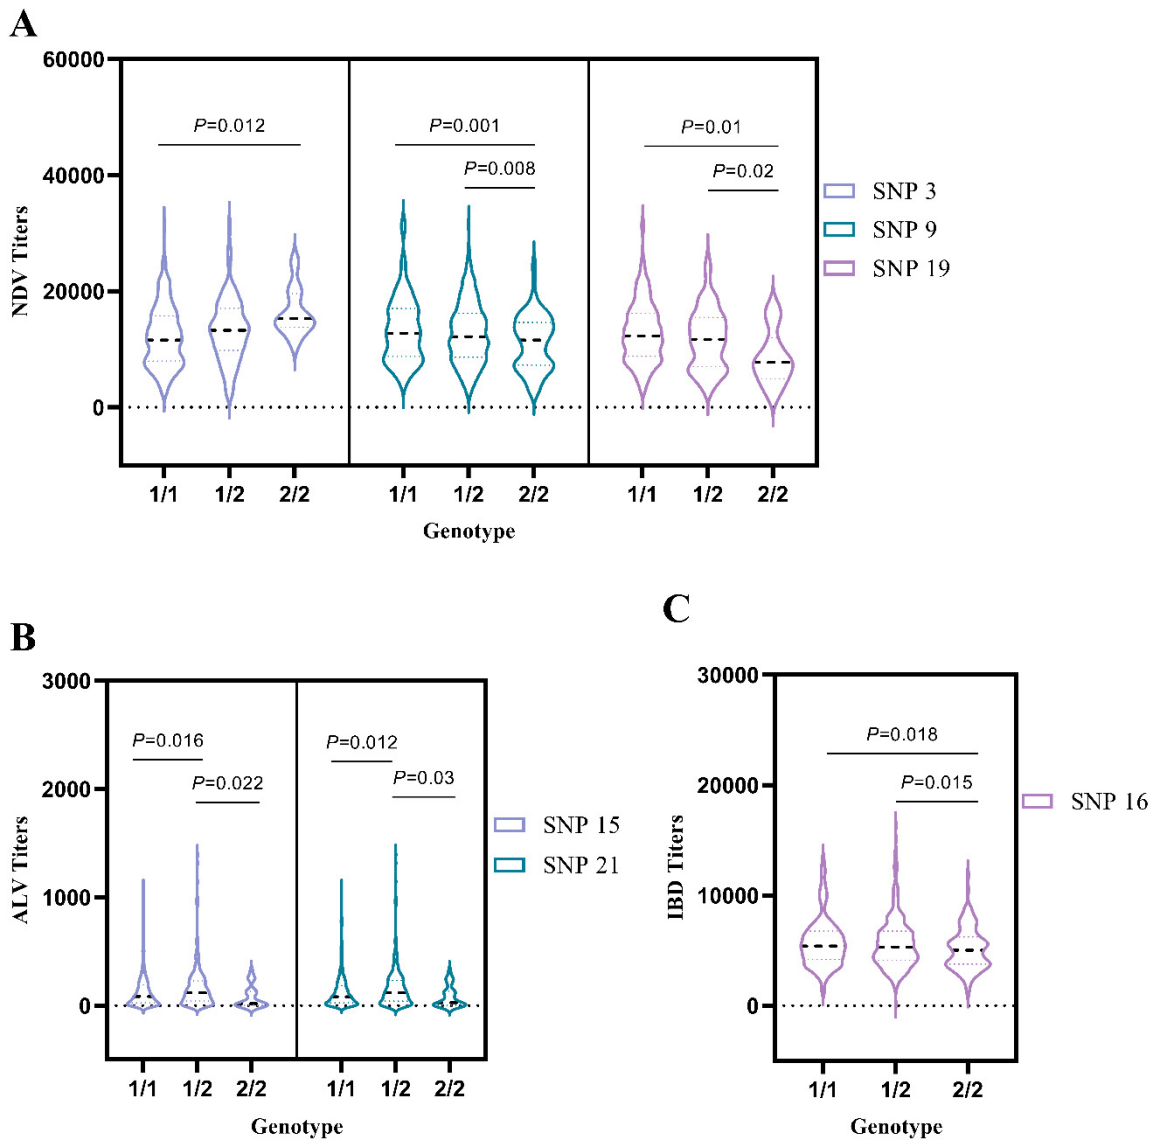 A
60000
40000
20000
0
NDV Titers
P=0.012
P=0.001
P=0.008
P=0.01
P=0.02
1/1 1/2 2/2 1/1 1/2 2/2 1/1 1/2 2/2
Genotype
SNP 3
SNP 9
SNP 19
B
3000
2000
1000
0
ALV Titers
P=0.016
P=0.022
P=0.012
P=0.03
1/1 1/2 2/2 1/1 1/2 2/2
Genotype
SNP 15
SNP 21
C
30000
20000
10000
0
IBD Titers
P=0.018
P=0.015
1/1 1/2 2/2
Genotype
SNP 16